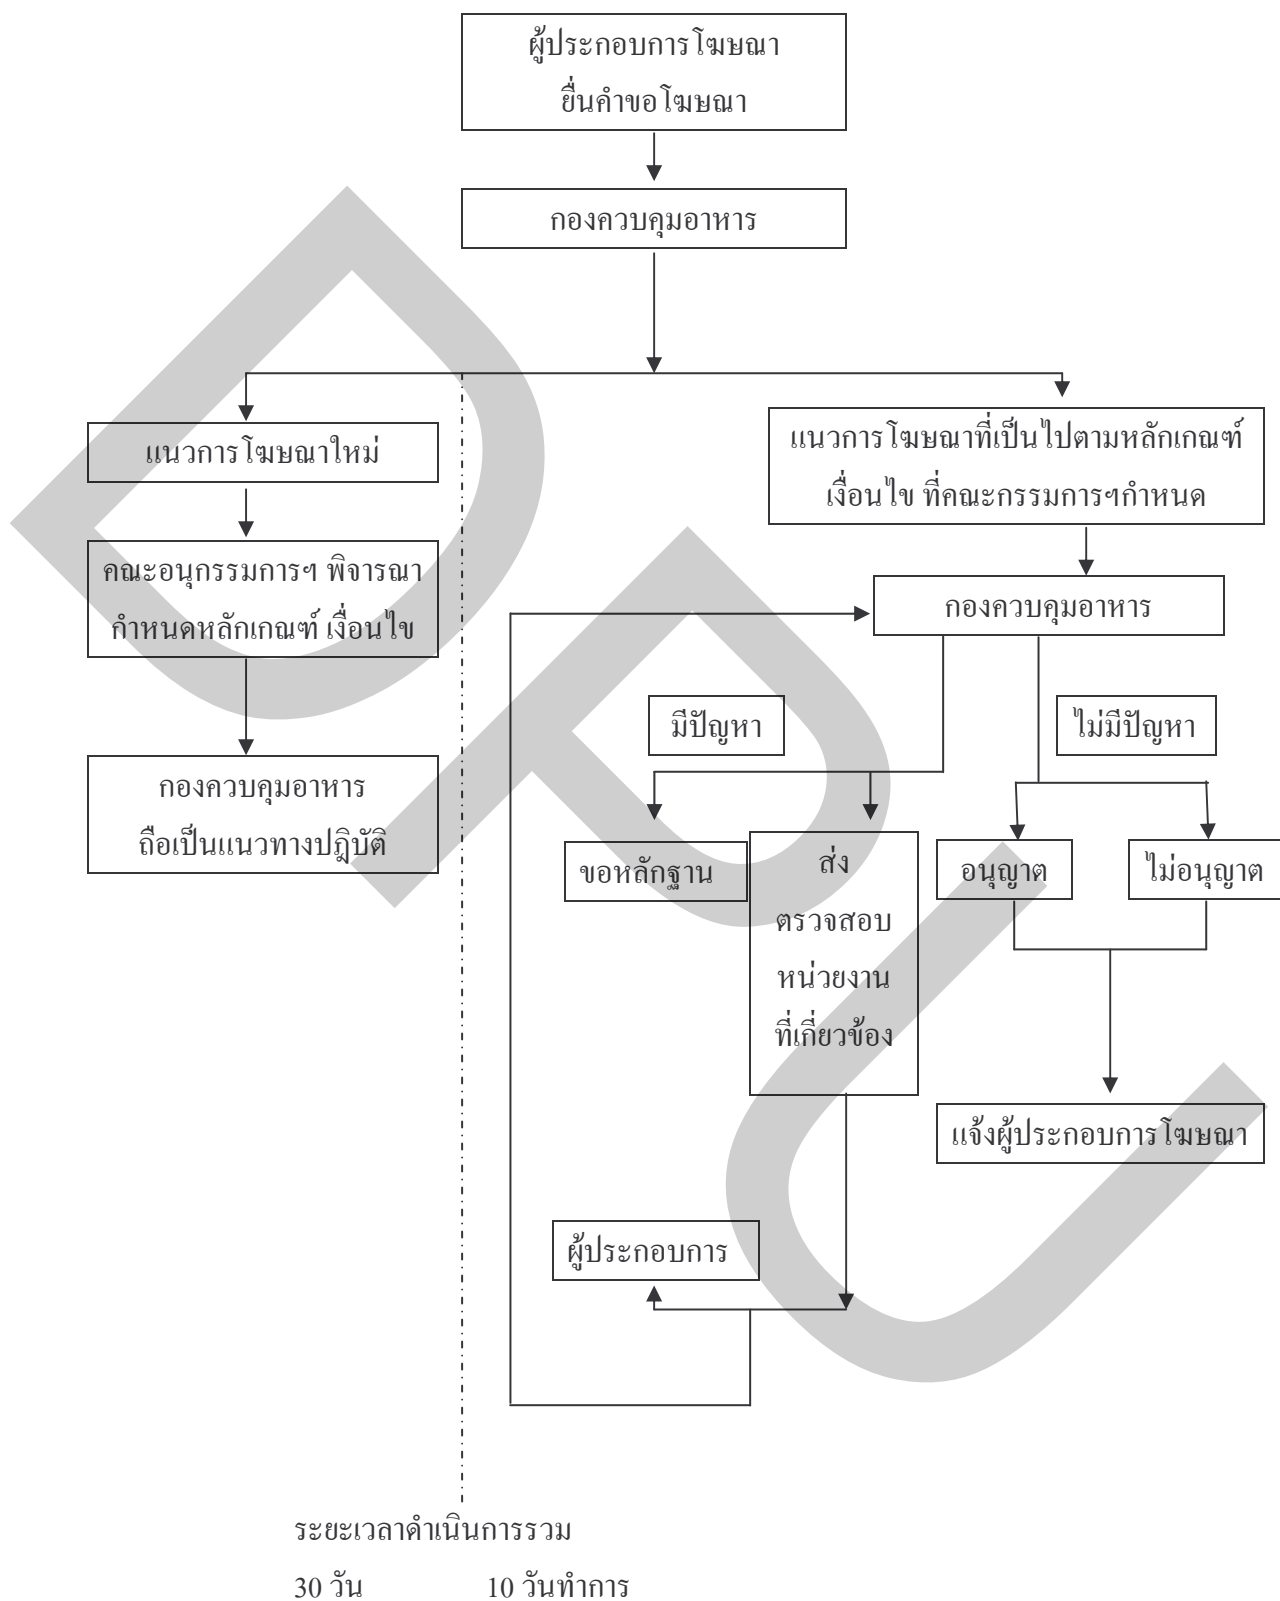 ผู้ประกอบการโฆษณา
ยื่นคำขอโฆษณา
กองควบคุมอาหาร
แนวการโฆษณาใหม่
คณะอนุกรรมการฯ พิจารณา
กำหนดหลักเกณฑ์ เงื่อนไข
กองควบคุมอาหาร
ถือเป็นแนวทางปฎิบัติ
แนวการโฆษณาที่เป็นไปตามหลักเกณฑ์
เงื่อนไข ที่คณะกรรมการฯกำหนด
กองควบคุมอาหาร
มีปัญหา
ไม่มีปัญหา
ขอหลักฐาน
ส่ง
ตรวจสอบ
หน่วยงาน
ที่เกี่ยวข้อง
อนุญาต
ไม่อนุญาต
แจ้งผู้ประกอบการโฆษณา
ผู้ประกอบการ
ระยะเวลาดำเนินการรวม
30 วัน 10 วันทำการ
DPU